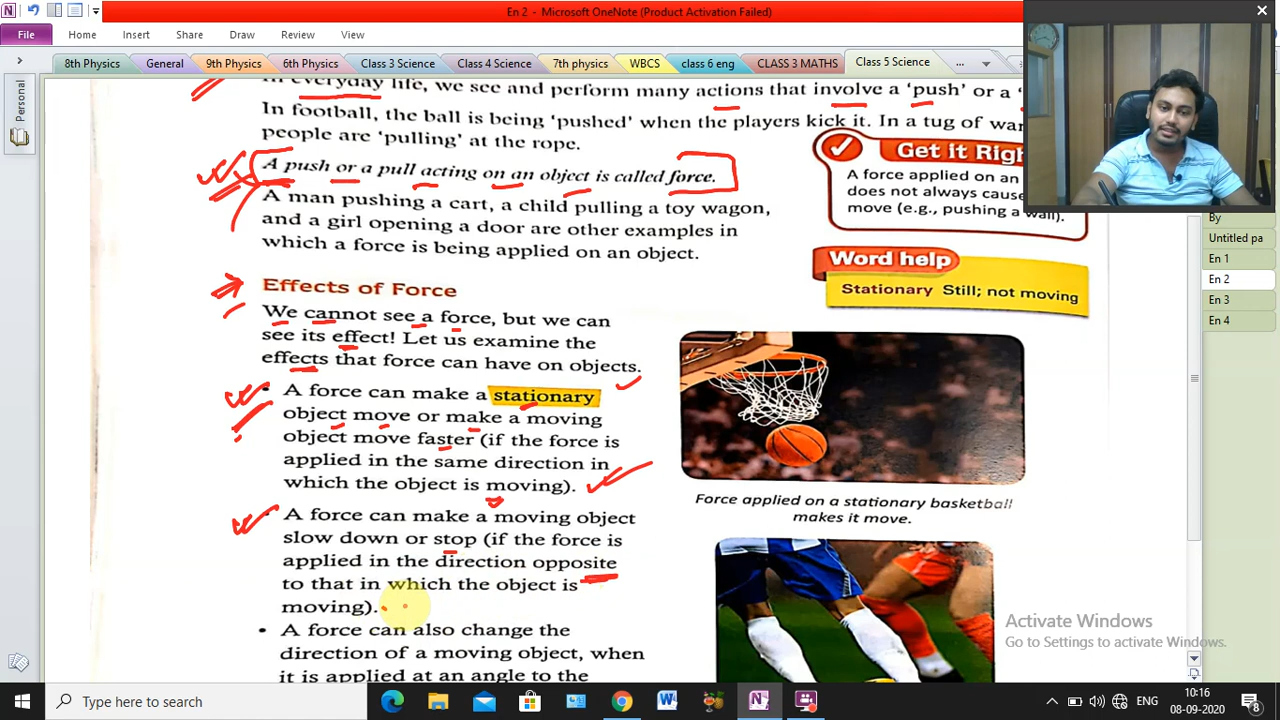 En 2 - Microsoft OneNote (Product Activation Failed)
File Home Insert Share Draw Review View
8th Physics General 9th Physics 6th Physics Class 3 Science Class 4 Science 7th physics WBCS class 6 eng CLASS 3 MATHS Class 5 Science ...
Personal
In everyday life, we see and perform many actions that involve a 'push' or a '
In football, the ball is being 'pushed' when the players kick it. In a tug of war
people are 'pulling' at the rope.
A push or a pull acting on an object is called force.
A man pushing a cart, a child pulling a toy wagon,
and a girl opening a door are other examples in
which a force is being applied on an object.
Get it Righ
A force applied on an
does not always cause
move (e.g., pushing a wall).
Word help
Stationary Still; not moving
Effects of Force
We cannot see a force, but we can
see its effect! Let us examine the
effects that force can have on objects.
• A force can make a stationary
object move or make a moving
object move faster (if the force is
applied in the same direction in
which the object is moving).
A force can make a moving object
slow down or stop (if the force is
applied in the direction opposite
to that in which the object is
moving).
• A force can also change the
direction of a moving object, when
it is applied at an angle to the
Force applied on a stationary basketball
makes it move.
By
Untitled pa
En 1
En 2
En 3
En 4
Activate Windows
Go to Settings to activate Windows.
Type here to search
ENG
10:16
08-09-2020
8